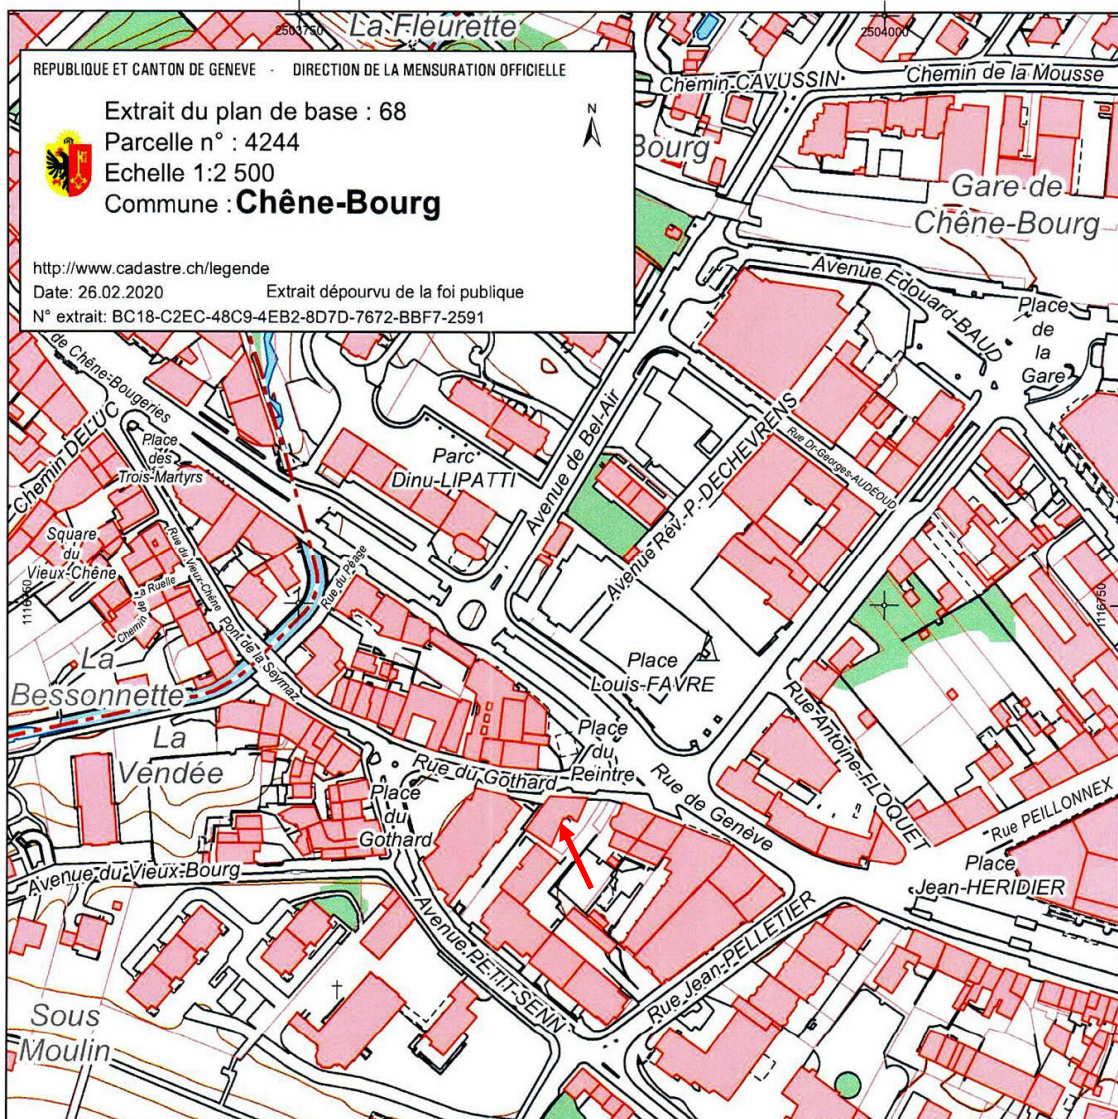 2503750
2504000
La Fleurette
REPUBLIQUE ET CANTON DE GENEVE - DIRECTION DE LA MENSURATION OFFICIELLE
Extrait du plan de base : 68
Parcelle n° : 4244
Echelle 1:2 500
Commune : Chêne-Bourg
N
http://www.cadastre.ch/legende
Date: 26.02.2020 Extrait dépourvu de la foi publique
N° extrait: BC18-C2EC-48C9-4EB2-8D7D-7672-BBF7-2591
Chemin CAVUSSIN
Chemin de la Mousse
Bourg
Gare de
Chêne-Bourg
Avenue Edouard-BAUD
Place
de
la
Gare
de Chêne-Bougeries
Chemin DELUC
Place
des
Trois-Martyrs
Parc
Dinu-LIPATTI
Avenue de Bel-Air
Avenue Rév.-P.-DECHEVRENS
Rue Dr-Georges-AUDÉOUD
Square
du
Vieux-Chêne
Rue du Vieux-Chêne
Chemin de la Ruelle
Rue du Péage
Pont de la Seymaz
1116750
1116750
La
Bessonnette
La
Vendée
Place
Louis-FAVRE
Place
du
Peintre
Rue du Gothard
Rue de Genève
Rue Antoine-FLOQUET
Rue PEILLONNEX
Place
du
Gothard
Place
Jean-HERIDIER
Avenue du Vieux-Bourg
Avenue PETIT-SENN
Rue Jean-PELLETIER
Sous
Moulin